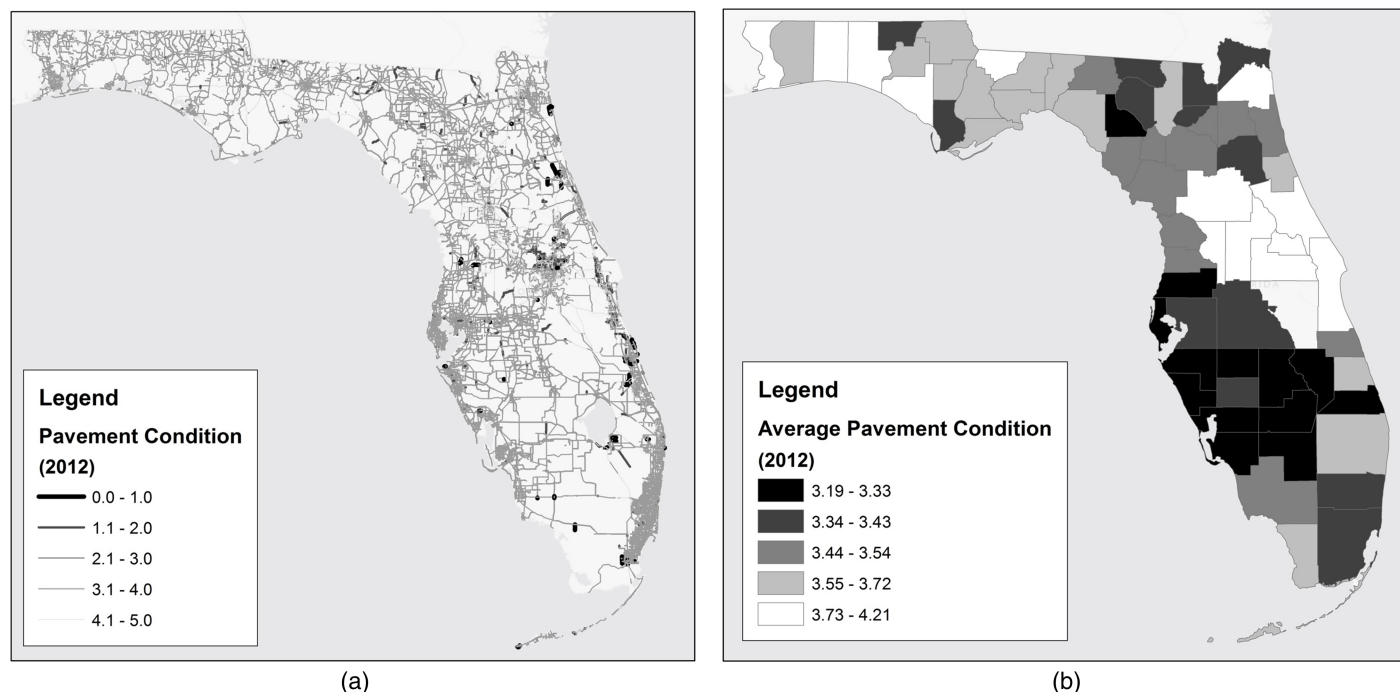 Legend
Pavement Condition
(2012)
0.0 - 1.0
1.1 - 2.0
2.1 - 3.0
3.1 - 4.0
4.1 - 5.0
(a)
Legend
Average Pavement Condition
(2012)
3.19 - 3.33
3.34 - 3.43
3.44 - 3.54
3.55 - 3.72
3.73 - 4.21
(b)